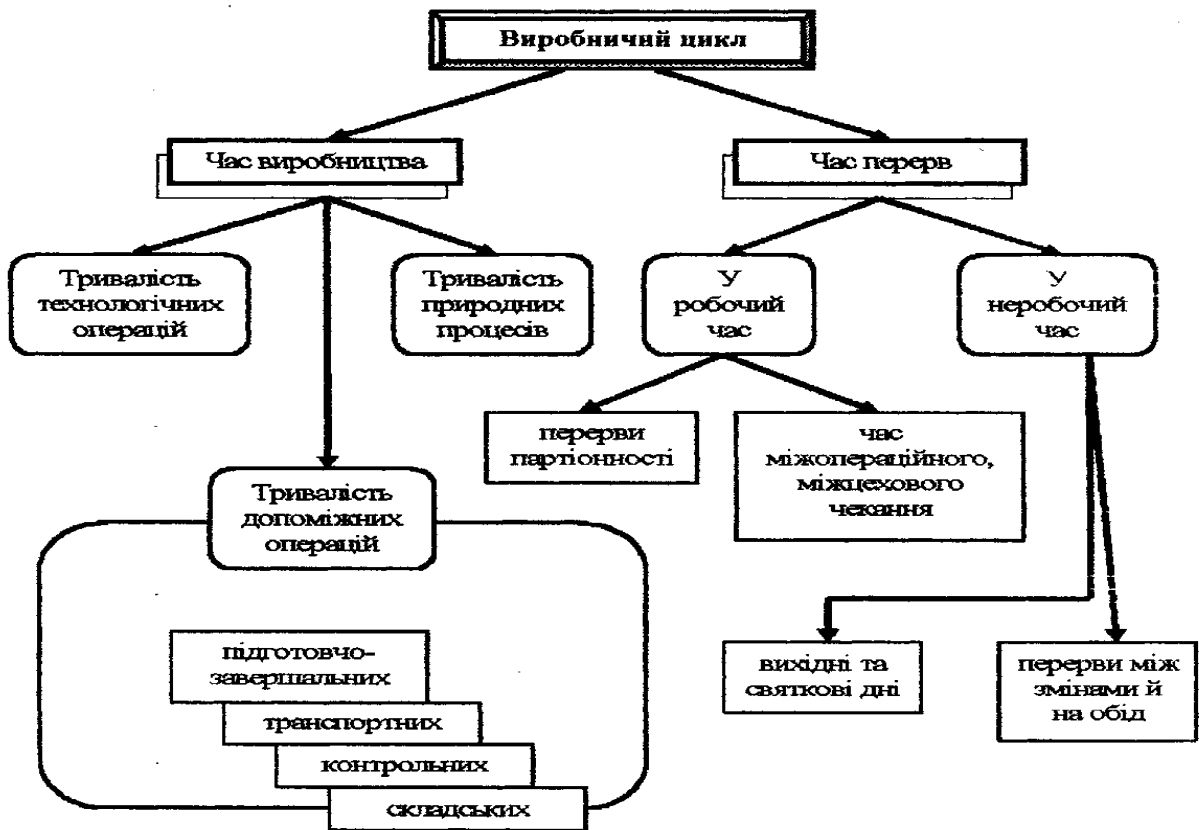 Виробничий цикл
Час виробництва
Час перерв
Тривалість
технологічних
операцій
Тривалість
природних
процесів
У
робочий
час
У
неробочий
час
перерви
партіонності
час
міжопераційного,
міжцехового
чекання
Тривалість
допоміжних
операцій
підготовчо-
завершальних
транспортних
контрольних
складських
вихідні та
святкові дні
перерви між
змінами й
на обід